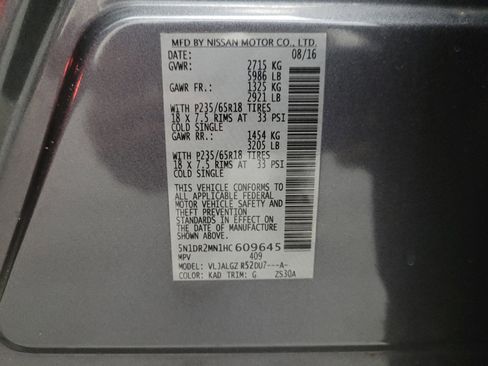 MFD BY NISSAN MOTOR CO., LTD.
DATE: 08/16
GVWR: 2715 KG
5986 LB
GAWR FR.: 1325 KG
2921 LB
WITH P235/65R18 TIRES
18 X 7.5 RIMS AT 33 PSI
COLD SINGLE
GAWR RR.: 1454 KG
3205 LB
WITH P235/65R18 TIRES
18 X 7.5 RIMS AT 33 PSI
COLD SINGLE
THIS VEHICLE CONFORMS TO
ALL APPLICABLE FEDERAL
MOTOR VEHICLE SAFETY AND
THEFT PREVENTION
STANDARDS IN EFFECT ON
THE DATE OF MANUFACTURE
SHOWN ABOVE.
5N1DR2MN1HC609645
MPV 409
MODEL: VLJALGZ R52DU7---A-
COLOR: KAD TRIM: G ZS30A